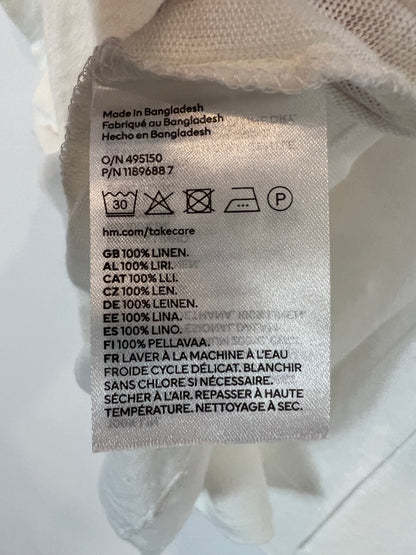 Made in Bangladesh
Fabriqué au Bangladesh
Hecho en Bangladesh
O/N 495150
P/N 1189688 7
30
P
hm.com/takecare
GB 100% LINEN.
AL 100% LIRI.
CAT 100% LLI.
CZ 100% LEN.
DE 100% LEINEN.
EE 100% LINA.
ES 100% LINO.
FI 100% PELLAVAA.
FR LAVER À LA MACHINE À L'EAU
FROIDE CYCLE DÉLICAT. BLANCHIR
SANS CHLORE SI NÉCESSAIRE.
SÉCHER À L'AIR. REPASSER À HAUTE
TEMPÉRATURE. NETTOYAGE À SEC.